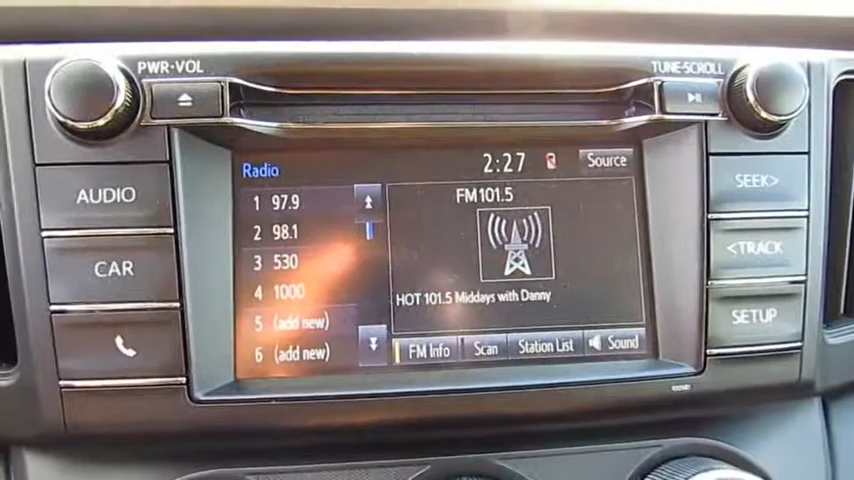 PWR·VOL
TUNE·SCROLL
AUDIO
CAR
Radio
2:27
Source
1 97.9
2 98.1
3 530
4 1000
5 (add new)
6 (add new)
FM101.5
HOT 101.5 Middays with Danny
FM Info
Scan
Station List
Sound
SEEK>
<TRACK
SETUP